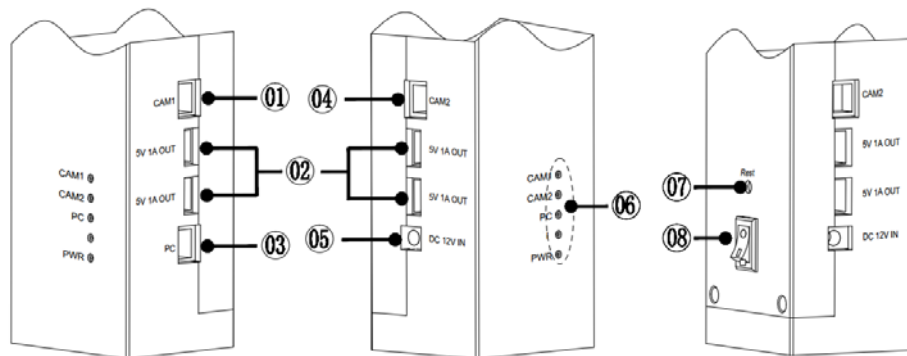 CAM1
5V 1A OUT
5V 1A OUT
PC
CAM1
CAM2
PC
PWR
01
02
03
04
05
CAM2
5V 1A OUT
5V 1A OUT
DC 12V IN
CAM1
CAM2
PC
PWR
06
07
08
Rest
CAM2
5V 1A OUT
5V 1A OUT
DC 12V IN